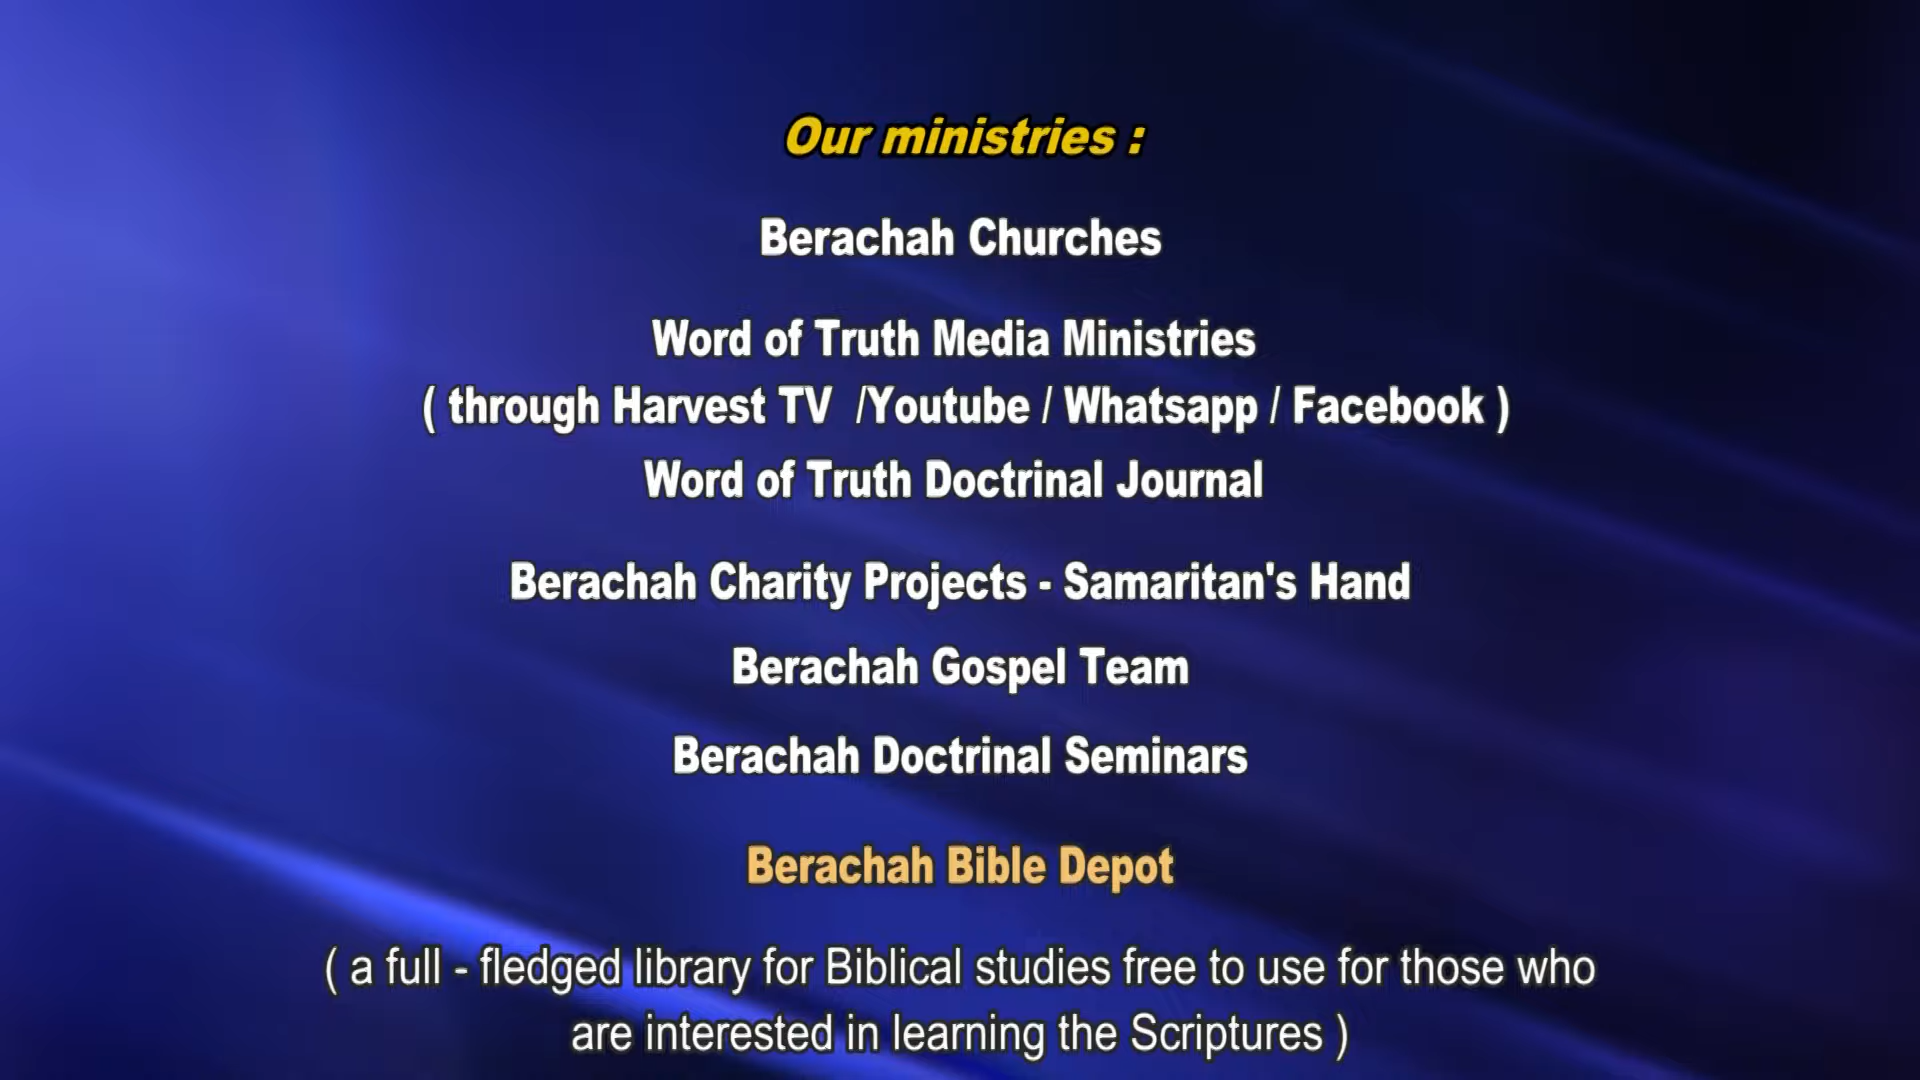 Our ministries :
Berachah Churches
Word of Truth Media Ministries
( through Harvest TV  /Youtube / Whatsapp / Facebook )
Word of Truth Doctrinal Journal
Berachah Charity Projects - Samaritan's Hand
Berachah Gospel Team
Berachah Doctrinal Seminars
Berachah Bible Depot
( a full - fledged library for Biblical studies free to use for those who
are interested in learning the Scriptures )